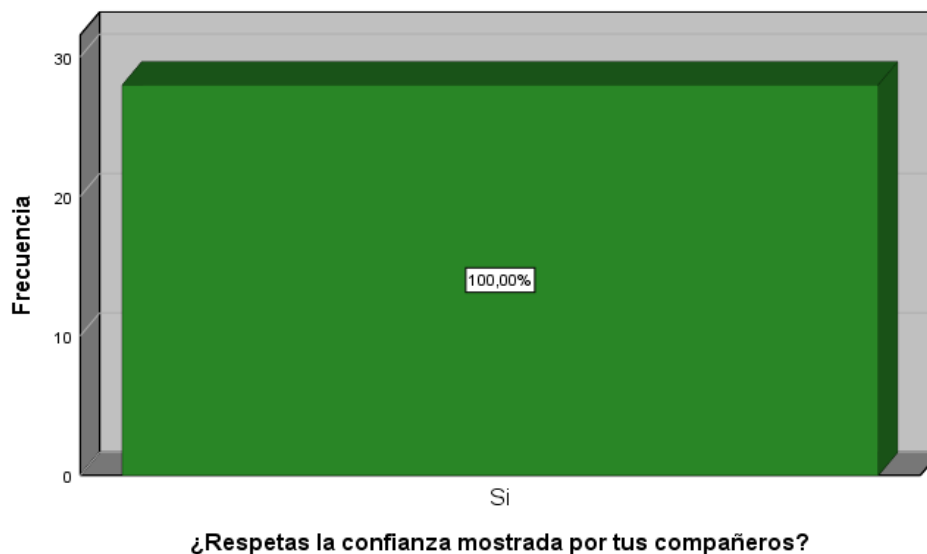 Frecuencia
30
20
10
0
100,00%
Si
¿Respetas la confianza mostrada por tus compañeros?